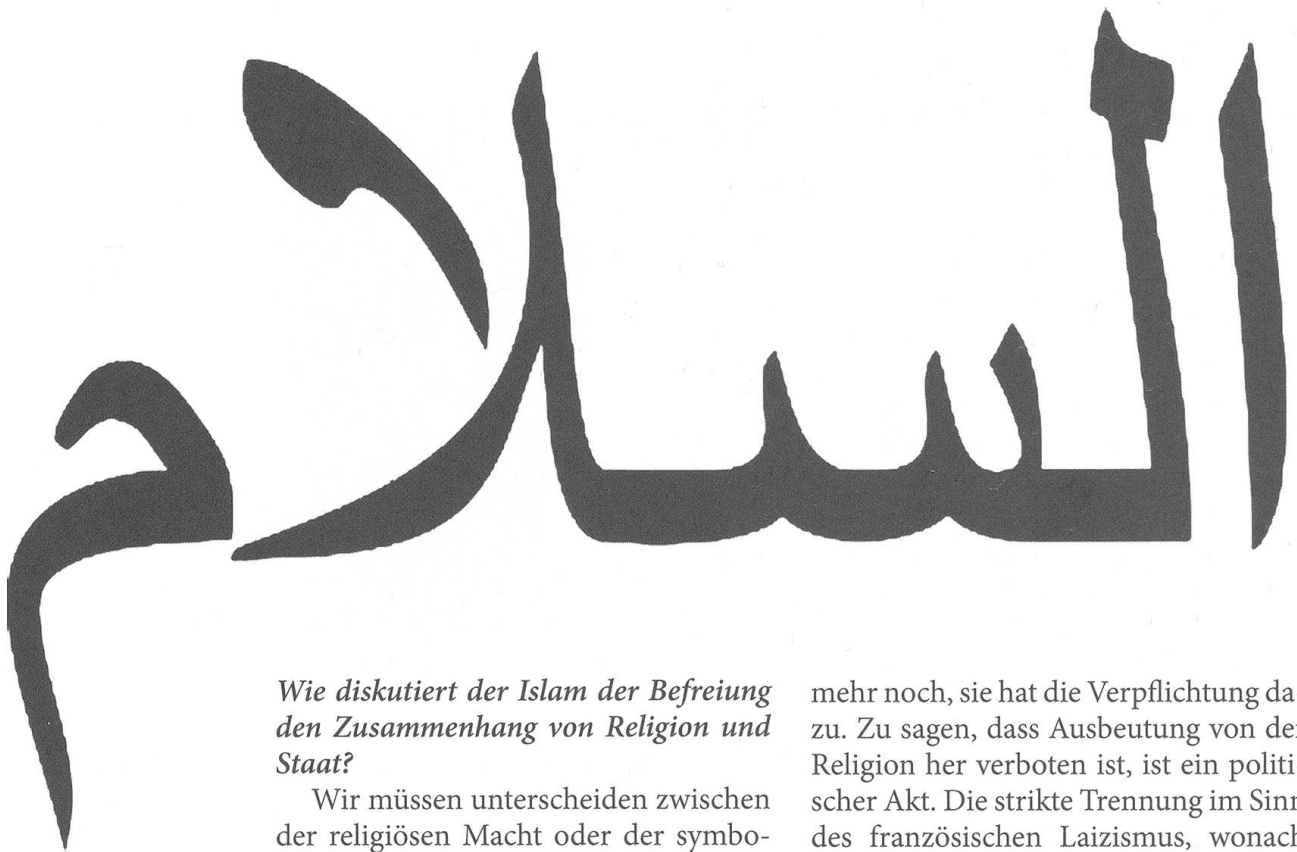 السلام
Wie diskutiert der Islam der Befreiung
den Zusammenhang von Religion und
Staat?
Wir müssen unterscheiden zwischen
der religiösen Macht oder der symbo-
mehr noch, sie hat die Verpflichtung da
zu. Zu sagen, dass Ausbeutung von de
Religion her verboten ist, ist ein politi
scher Akt. Die strikte Trennung im Sinn
des französischen Laizismus, wonach